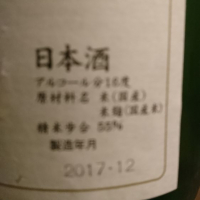 日本酒
アルコール分16度
原材料名 米(国産)
米麹(国産米)
精米歩合 55%
製造年月
2017-12